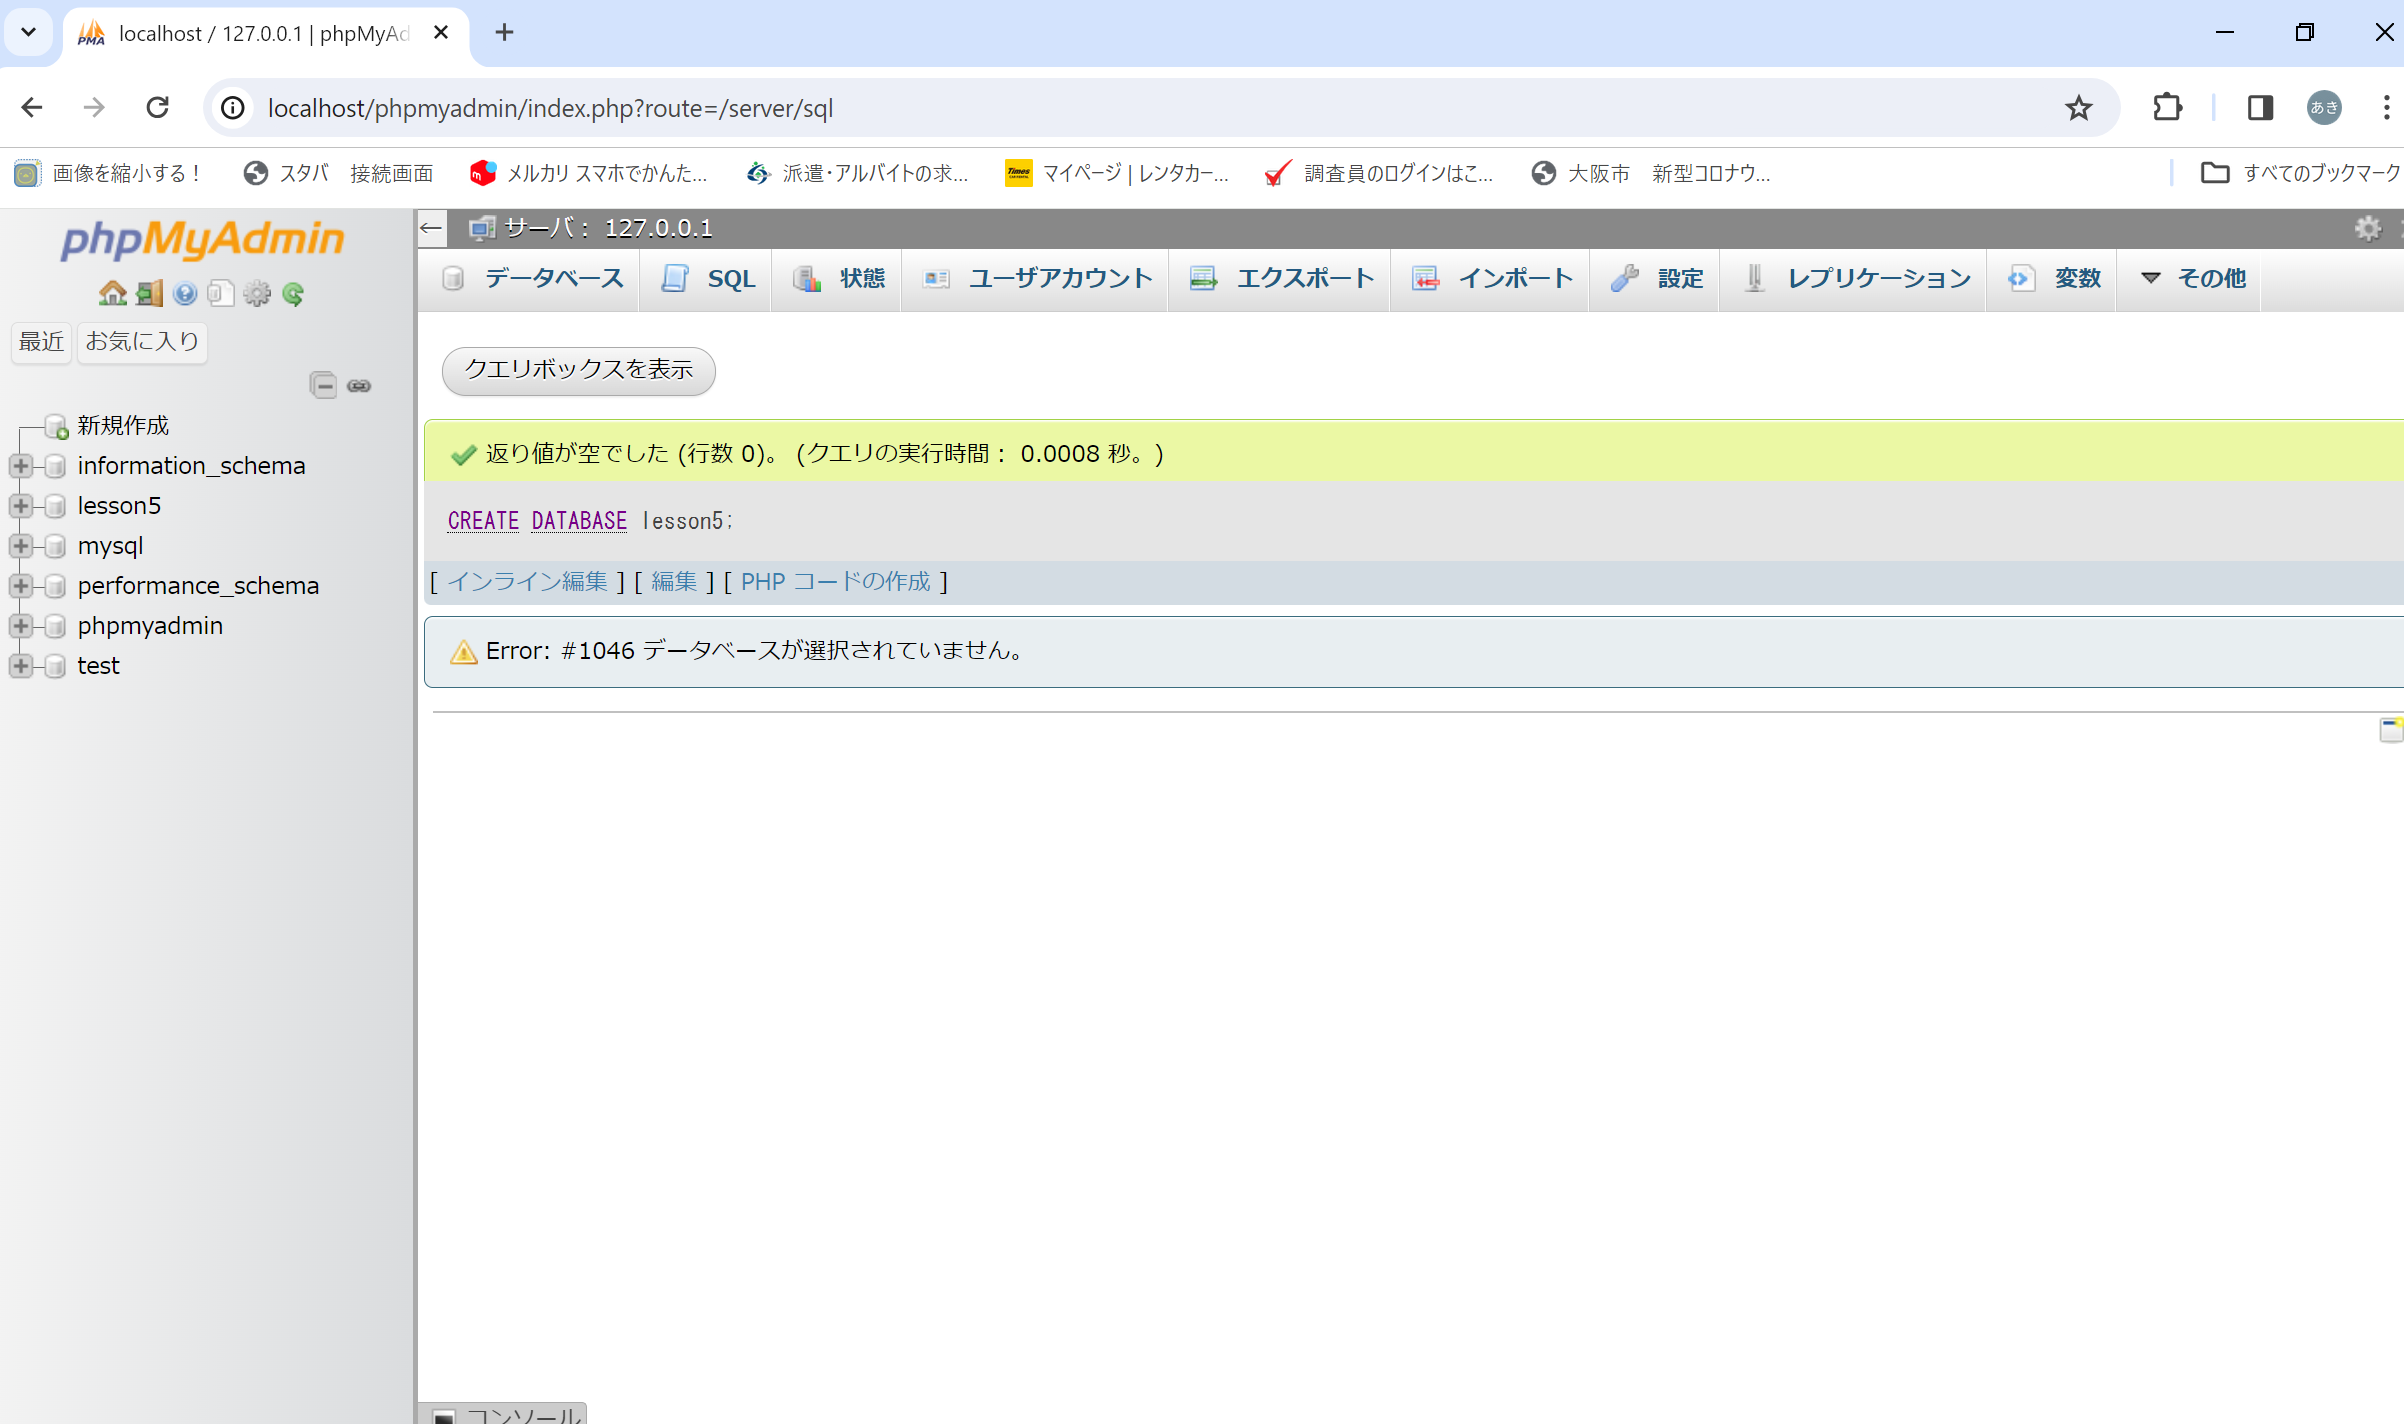 localhost / 127.0.0.1 | phpMyAd
localhost/phpmyadmin/index.php?route=/server/sql
あき
画像を縮小する！ スタバ 接続画面 メルカリ スマホでかんた... 派遣・アルバイトの求... マイページ | レンタカー... 調査員のログインはこ... 大阪市 新型コロナウ... すべてのブックマーク
phpMyAdmin
最近 お気に入り
新規作成
information_schema
lesson5
mysql
performance_schema
phpmyadmin
test
サーバ： 127.0.0.1
データベース SQL 状態 ユーザアカウント エクスポート インポート 設定 レプリケーション 変数 その他
クエリボックスを表示
返り値が空でした (行数 0)。 (クエリの実行時間： 0.0008 秒。)
CREATE DATABASE lesson5;
[ インライン編集 ] [ 編集 ] [ PHP コードの作成 ]
Error: #1046 データベースが選択されていません。
コンソール